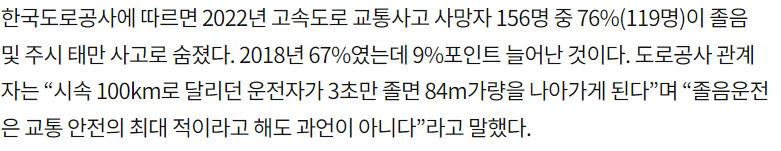 한국도로공사에 따르면 2022년 고속도로 교통사고 사망자 156명 중 76%(119명)이 졸음
및 주시 태만 사고로 숨졌다. 2018년 67%였는데 9%포인트 늘어난 것이다. 도로공사 관계
자는 “시속 100km로 달리던 운전자가 3초만 졸면 84m가량을 나아가게 된다”며 “졸음운전
은 교통 안전의 최대 적이라고 해도 과언이 아니다”라고 말했다.